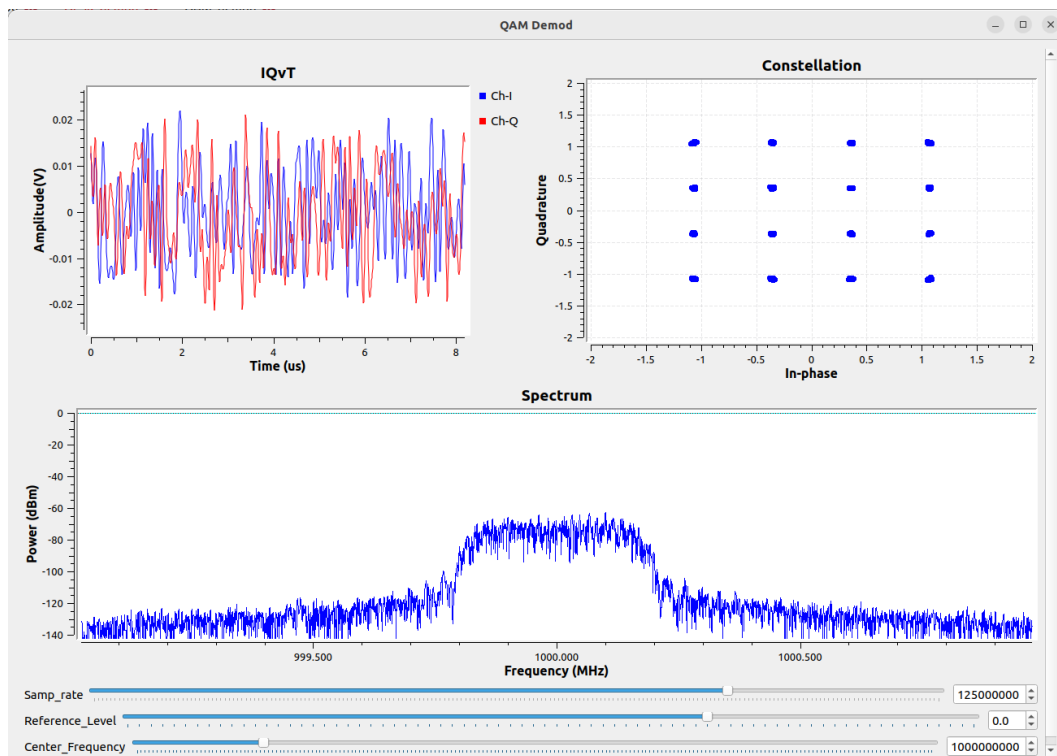 QAM Demod
IQvT
Amplitude(V)
0.02
0.01
0
-0.01
-0.02
0 2 4 6 8
Time (us)
Ch-I
Ch-Q
Constellation
Quadrature
2
1.5
1
0.5
0
-0.5
-1
-1.5
-2
-2 -1.5 -1 -0.5 0 0.5 1 1.5 2
In-phase
Spectrum
Power (dBm)
0
-20
-40
-60
-80
-100
-120
-140
999.500 1000.000 1000.500
Frequency (MHz)
Samp_rate 125000000
Reference_Level 0.0
Center_Frequency 1000000000